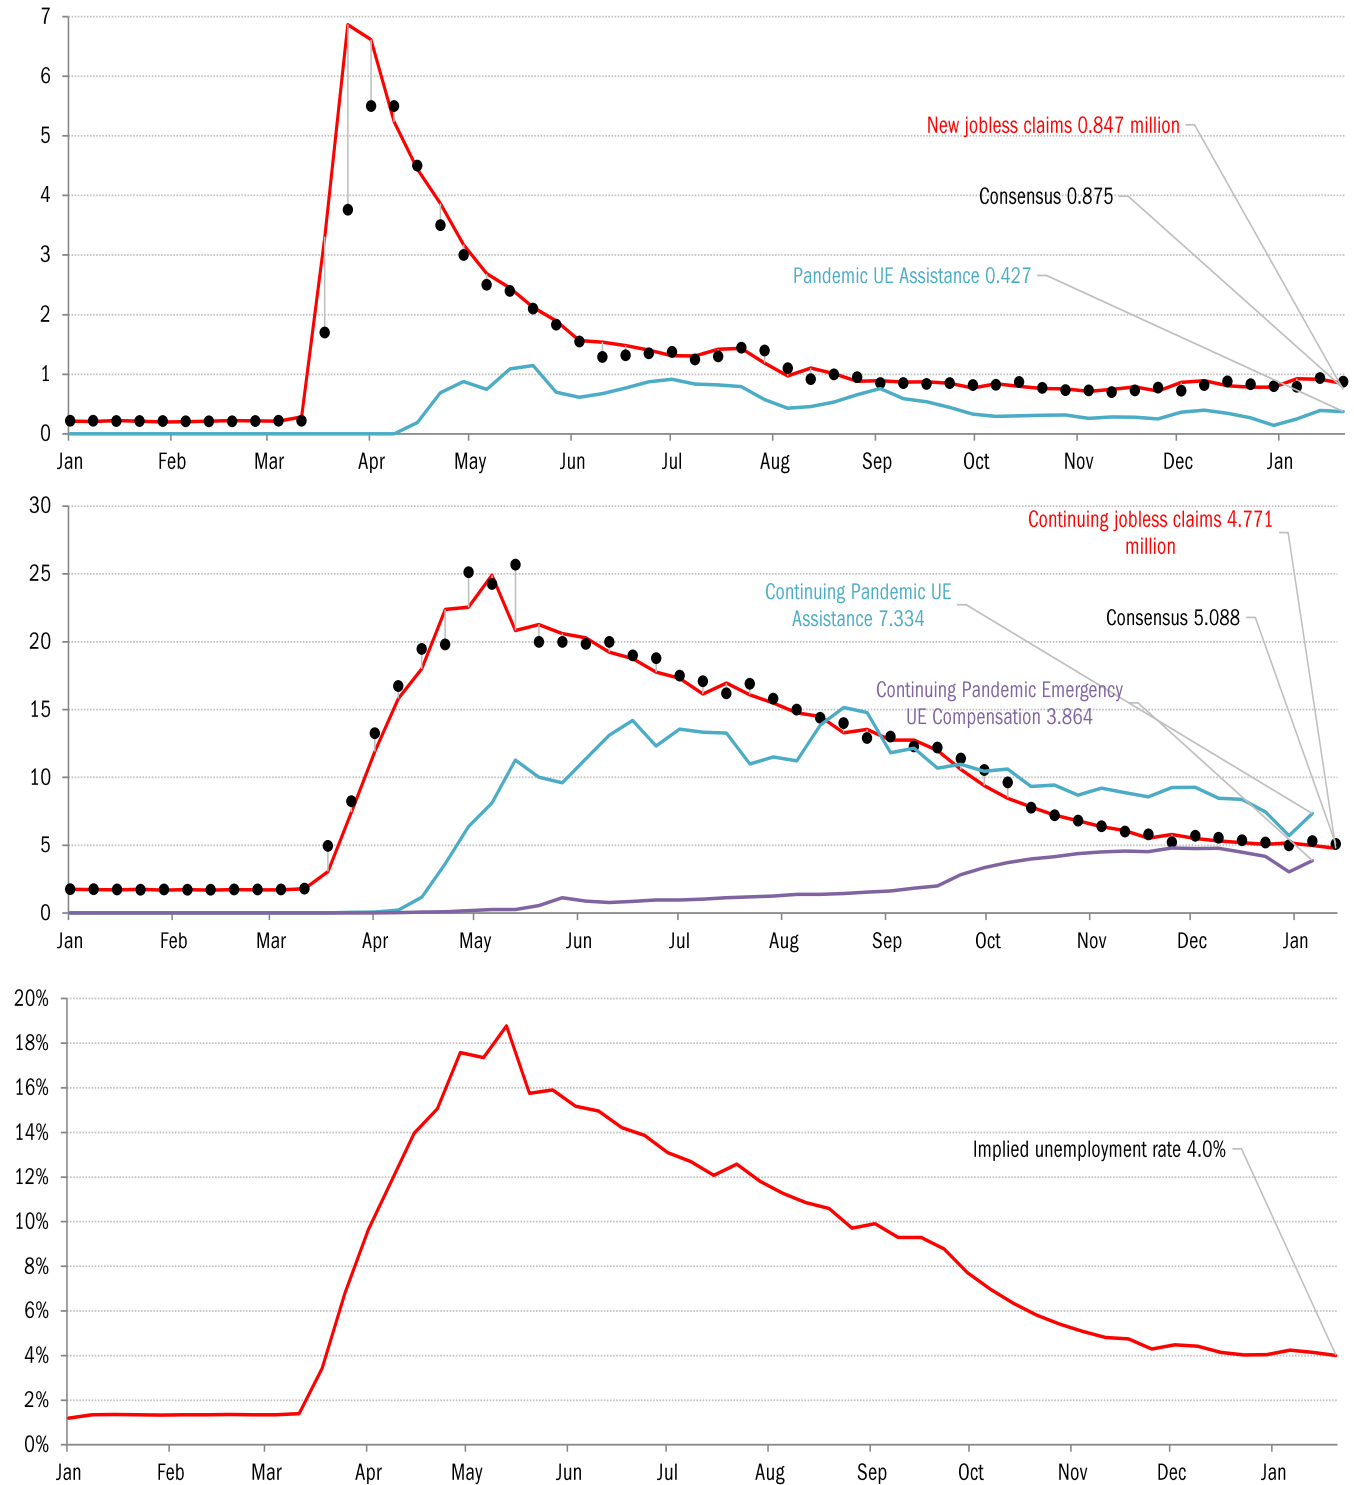 7
6
5
4
3
2
1
0
New jobless claims 0.847 million
Consensus 0.875
Pandemic UE Assistance 0.427
Jan Feb Mar Apr May Jun Jul Aug Sep Oct Nov Dec Jan
30
25
20
15
10
5
0
Continuing jobless claims 4.771
million
Continuing Pandemic UE
Assistance 7.334
Consensus 5.088
Continuing Pandemic Emergency
UE Compensation 3.864
Jan Feb Mar Apr May Jun Jul Aug Sep Oct Nov Dec Jan
20%
18%
16%
14%
12%
10%
8%
6%
4%
2%
0%
Implied unemployment rate 4.0%
Jan Feb Mar Apr May Jun Jul Aug Sep Oct Nov Dec Jan